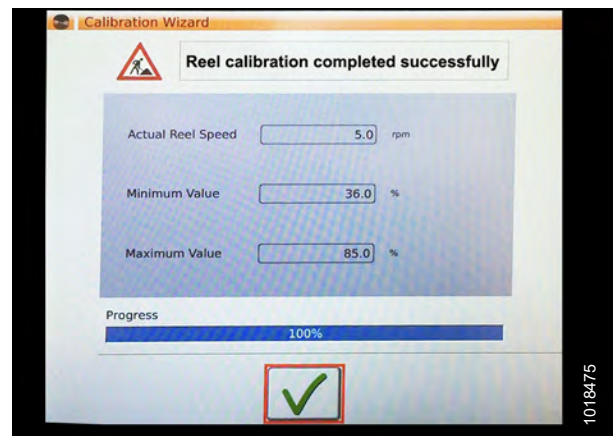 Calibration Wizard
Reel calibration completed successfully
Actual Reel Speed 5.0 rpm
Minimum Value 36.0 %
Maximum Value 85.0 %
Progress
100%
1018475